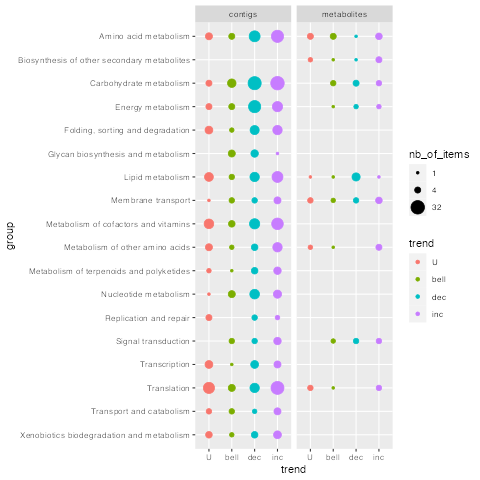 contigs metabolites
Amino acid metabolism
Biosynthesis of other secondary metabolites
Carbohydrate metabolism
Energy metabolism
Folding, sorting and degradation
Glycan biosynthesis and metabolism
Lipid metabolism
Membrane transport
Metabolism of cofactors and vitamins
Metabolism of other amino acids
Metabolism of terpenoids and polyketides
Nucleotide metabolism
Replication and repair
Signal transduction
Transcription
Translation
Transport and catabolism
Xenobiotics biodegradation and metabolism
group
U bell dec inc U bell dec inc
trend
nb_of_items
1
4
32
trend
U
bell
dec
inc